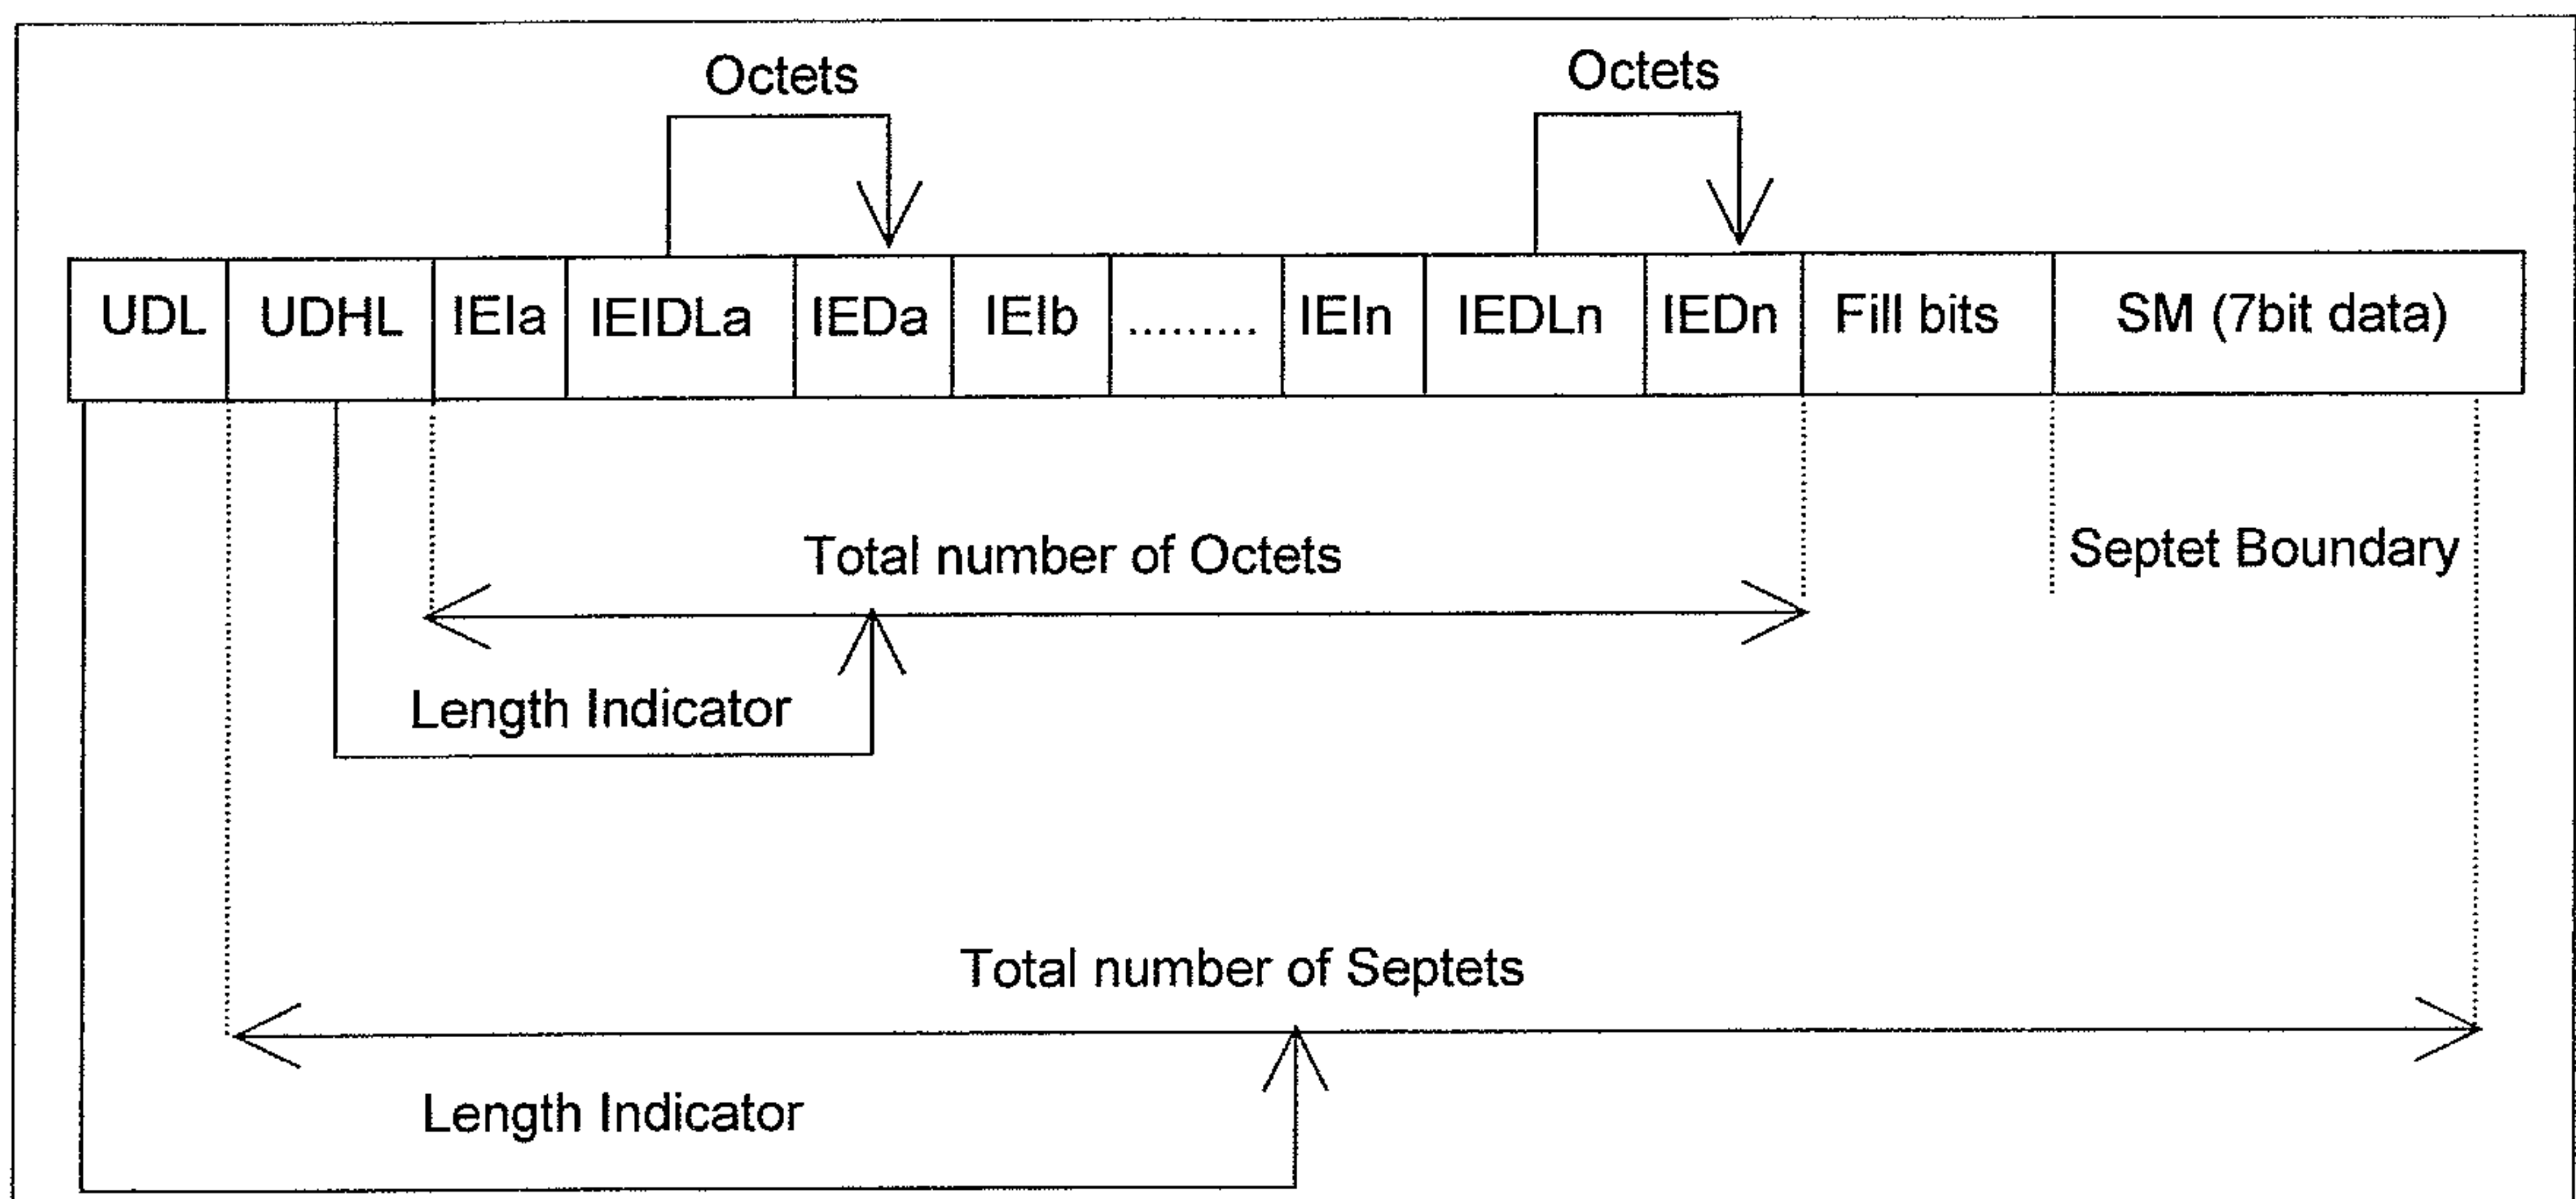 Octets Octets
UDL UDHL IEIa IEIDLa IEDa IEIb ......... IEIn IEDLn IEDn Fill bits SM (7bit data)
Total number of Octets Septet Boundary
Length Indicator
Total number of Septets
Length Indicator